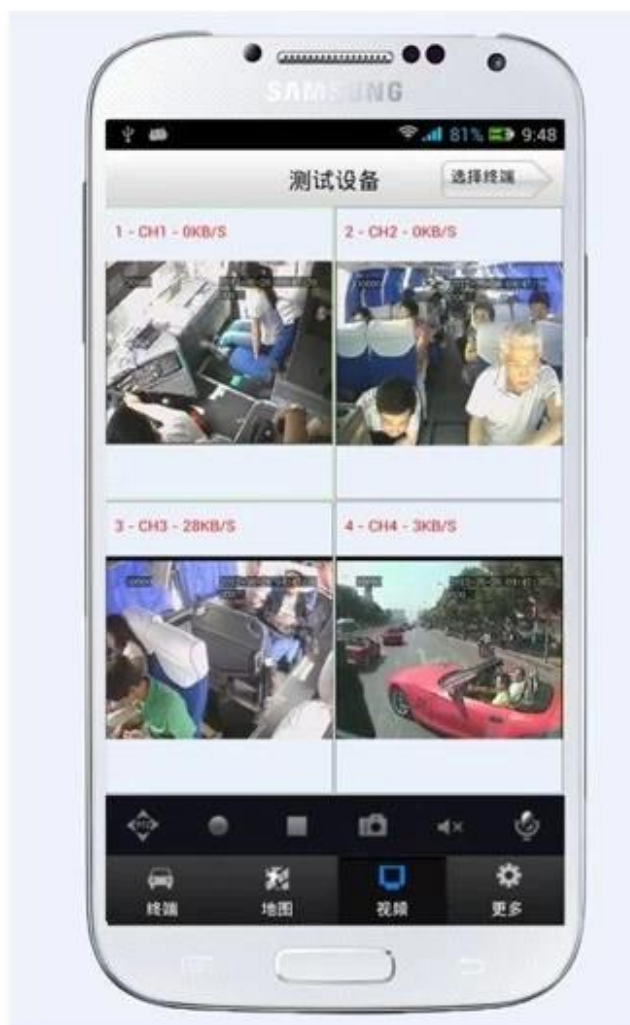 SAMSUNG
81% 9:48
测试设备
选择终端
1 - CH1 - 0KB/S
2 - CH2 - 0KB/S
3 - CH3 - 28KB/S
4 - CH4 - 3KB/S
PTZ
终端
地图
视频
更多